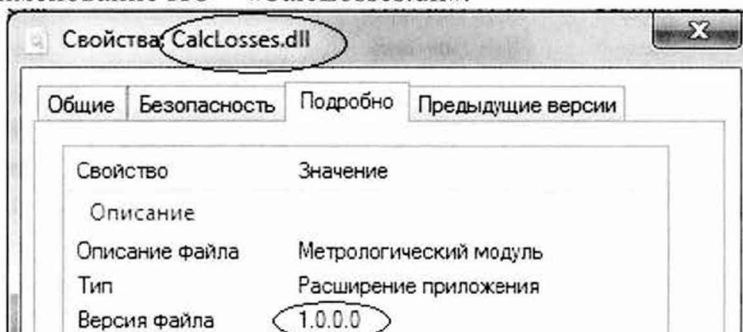 Свойства: CalcLosses.dll
Общие Безопасность Подробно Предыдущие версии
Свойство Значение
Описание
Описание файла Метрологический модуль
Тип Расширение приложения
Версия файла 1.0.0.0